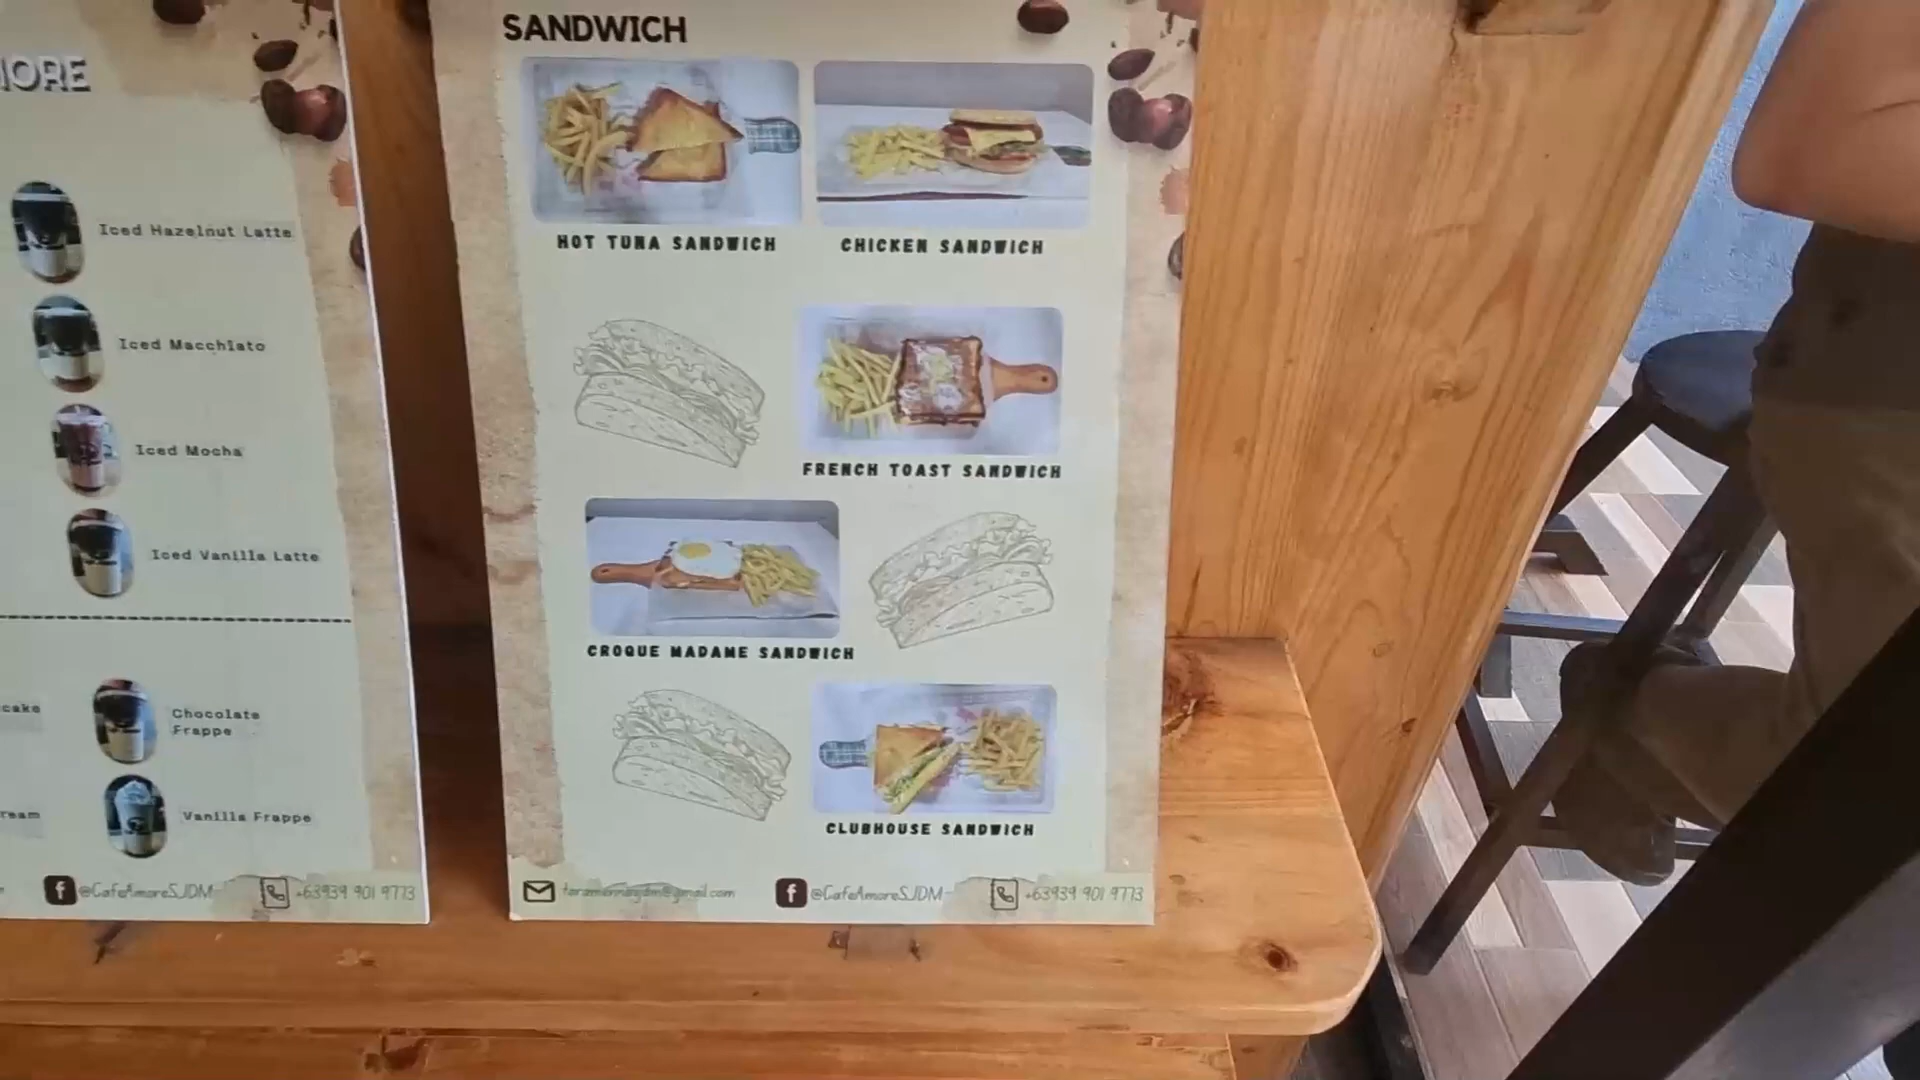 MORE
Iced Hazelnut Latte
Iced Macchiato
Iced Mocha
Iced Vanilla Latte
cake
Chocolate
Frappe
ream
Vanilla Frappe
@CafeAmoreSJDM
+63939 901 9773
SANDWICH
HOT TUNA SANDWICH
CHICKEN SANDWICH
FRENCH TOAST SANDWICH
CROQUE MADAME SANDWICH
CLUBHOUSE SANDWICH
@CafeAmoreSJDM
+63939 901 9773